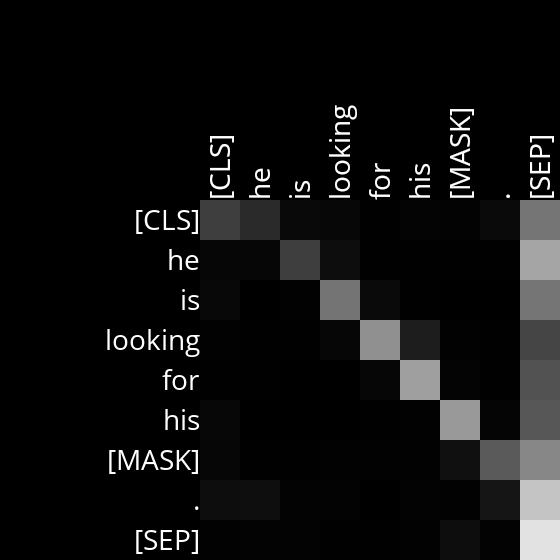 [CLS]
he
is
looking
for
his
[MASK]
.
[SEP]
[CLS]
he
is
looking
for
his
[MASK]
.
[SEP]